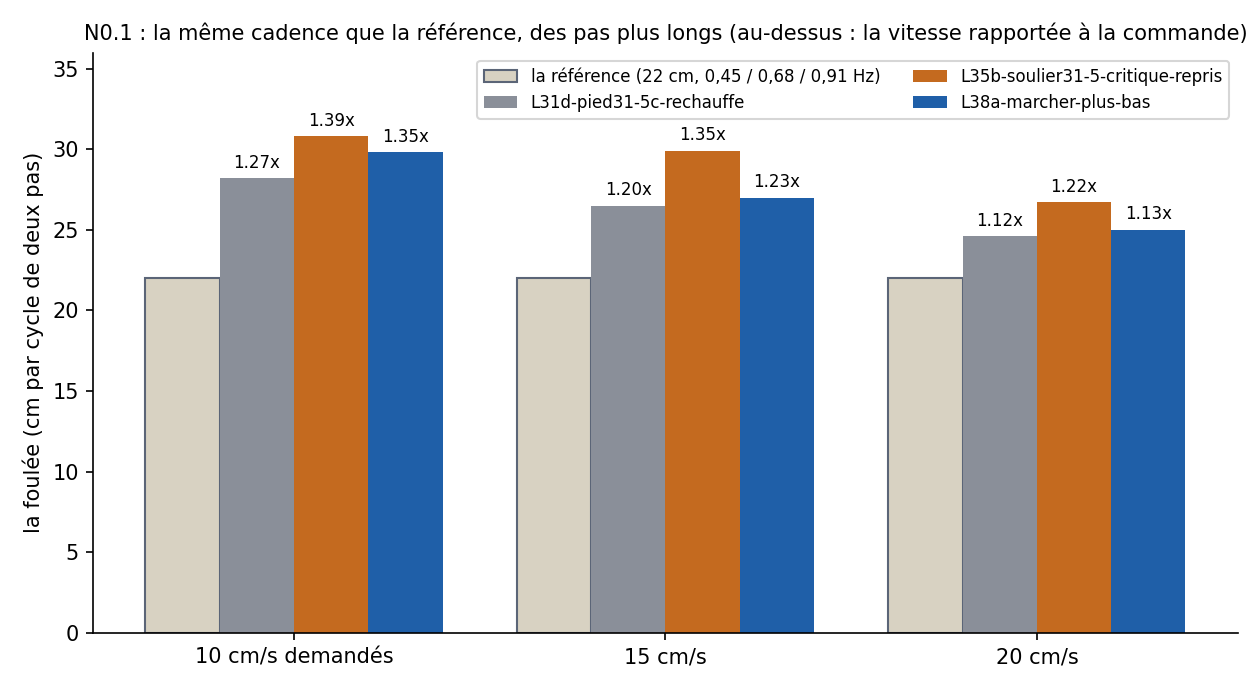 N0.1 : la même cadence que la référence, des pas plus longs (au-dessus : la vitesse rapportée à la commande)
la référence (22 cm, 0,45 / 0,68 / 0,91 Hz)
L31d-pied31-5c-rechauffe
L35b-soulier31-5-critique-repris
L38a-marcher-plus-bas
la foulée (cm par cycle de deux pas)
35
30
25
20
15
10
5
0
1.27x
1.39x
1.35x
1.20x
1.35x
1.23x
1.12x
1.22x
1.13x
10 cm/s demandés
15 cm/s
20 cm/s